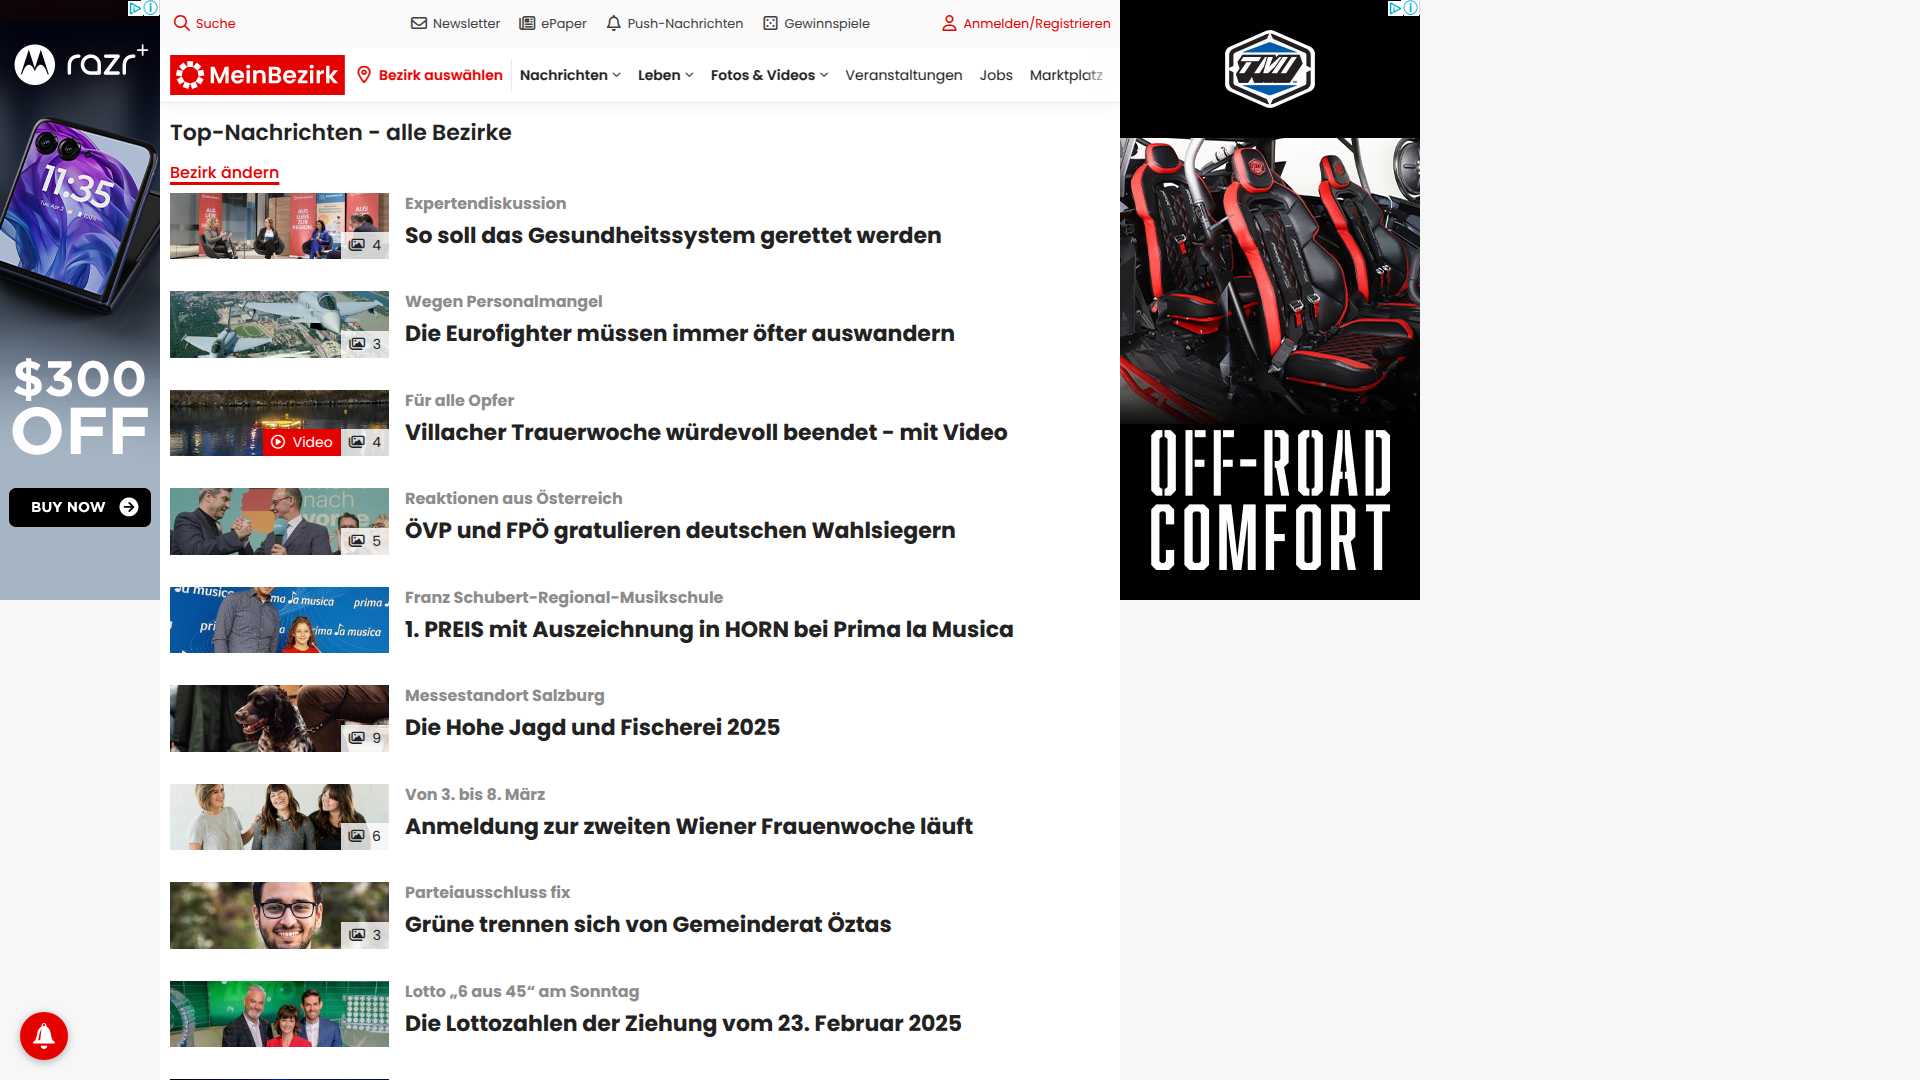 Suche
Newsletter
ePaper
Push-Nachrichten
Gewinnspiele
Anmelden/Registrieren
MeinBezirk
Bezirk auswählen
Nachrichten
Leben
Fotos & Videos
Veranstaltungen
Jobs
Marktplatz
razr+
11:35
$300
OFF
BUY NOW
Top-Nachrichten - alle Bezirke
Bezirk ändern
4
Expertendiskussion
So soll das Gesundheitssystem gerettet werden
3
Wegen Personalmangel
Die Eurofighter müssen immer öfter auswandern
Video
4
Für alle Opfer
Villacher Trauerwoche würdevoll beendet - mit Video
nach
5
Reaktionen aus Österreich
ÖVP und FPÖ gratulieren deutschen Wahlsiegern
prima la musica
Franz Schubert-Regional-Musikschule
1. PREIS mit Auszeichnung in HORN bei Prima la Musica
9
Messestandort Salzburg
Die Hohe Jagd und Fischerei 2025
6
Von 3. bis 8. März
Anmeldung zur zweiten Wiener Frauenwoche läuft
3
Parteiausschluss fix
Grüne trennen sich von Gemeinderat Öztas
Lotto „6 aus 45“ am Sonntag
Die Lottozahlen der Ziehung vom 23. Februar 2025
TMI
OFF-ROAD
COMFORT